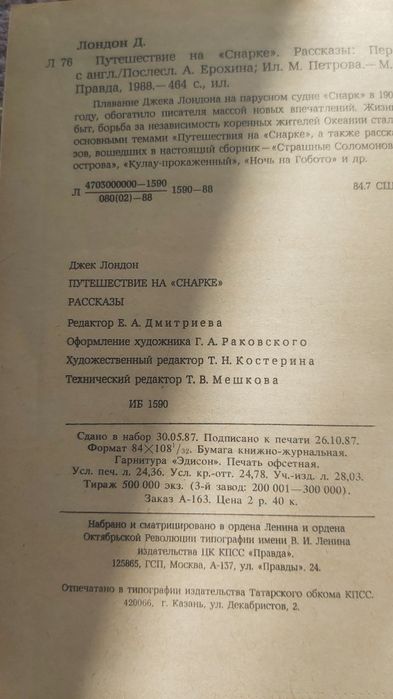 Лондон Д.
Л 76 Путешествие на «Снарке». Рассказы: Пер.
с англ./Послесл. А. Ерохина; Ил. М. Петрова.— М.
Правда, 1988.— 464 с., ил.
Плавание Джека Лондона на парусном судне «Снарк» в 190
году, обогатило писателя массой новых впечатлений. Жизнь
быт, борьба за независимость коренных жителей Океании стал
основными темами «Путешествия на «Снарке», а также расска
зов, вошедших в настоящий сборник— «Страшные Соломонов
острова», «Кулау-прокаженный», «Ночь на Гобото» и др.
Л 4703000000—1590
080(02)—88 1590—88
84.7 США
Джек Лондон
ПУТЕШЕСТВИЕ НА «СНАРКЕ»
РАССКАЗЫ
Редактор Е. А. Дмитриева
Оформление художника Г. А. Раковского
Художественный редактор Т. Н. Костерина
Технический редактор Т. В. Мешкова
ИБ 1590
Сдано в набор 30.05.87. Подписано к печати 26.10.87.
Формат 84×108¹/₃₂. Бумага книжно-журнальная.
Гарнитура «Эдисон». Печать офсетная.
Усл. печ. л. 24,36. Усл. кр.-отт. 24,78. Уч.-изд. л. 28,03.
Тираж 500 000 экз. (3-й завод: 200 001—300 000).
Заказ А-163. Цена 2 р. 40 к.
Набрано и сматрицировано в ордена Ленина и ордена
Октябрьской Революции типографии имени В. И. Ленина
издательства ЦК КПСС «Правда».
125865, ГСП, Москва, А-137, ул. «Правды». 24.
Отпечатано в типографии издательства Татарского обкома КПСС.
420066, г. Казань, ул. Декабристов, 2.